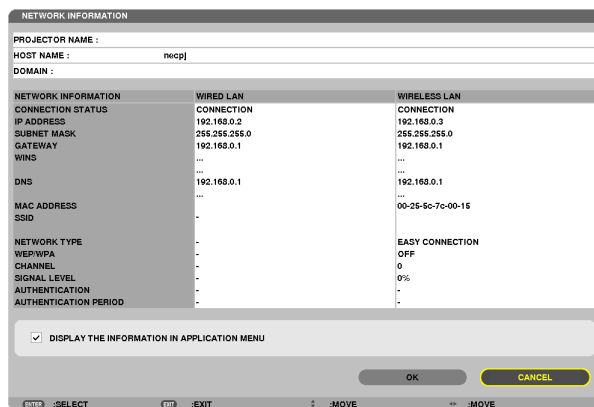 NETWORK INFORMATION
PROJECTOR NAME :
HOST NAME : necpj
DOMAIN :
NETWORK INFORMATION WIRED LAN WIRELESS LAN
CONNECTION STATUS CONNECTION CONNECTION
IP ADDRESS 192.168.0.2 192.168.0.3
SUBNET MASK 255.255.255.0 255.255.255.0
GATEWAY 192.168.0.1 192.168.0.1
WINS ... ...
... ...
DNS 192.168.0.1 192.168.0.1
... ...
MAC ADDRESS 00-25-5c-7c-00-15
SSID -
NETWORK TYPE - EASY CONNECTION
WEP/WPA - OFF
CHANNEL - 0
SIGNAL LEVEL - 0%
AUTHENTICATION - -
AUTHENTICATION PERIOD - -
DISPLAY THE INFORMATION IN APPLICATION MENU
OK CANCEL
ENTER :SELECT EXIT :EXIT :MOVE :MOVE